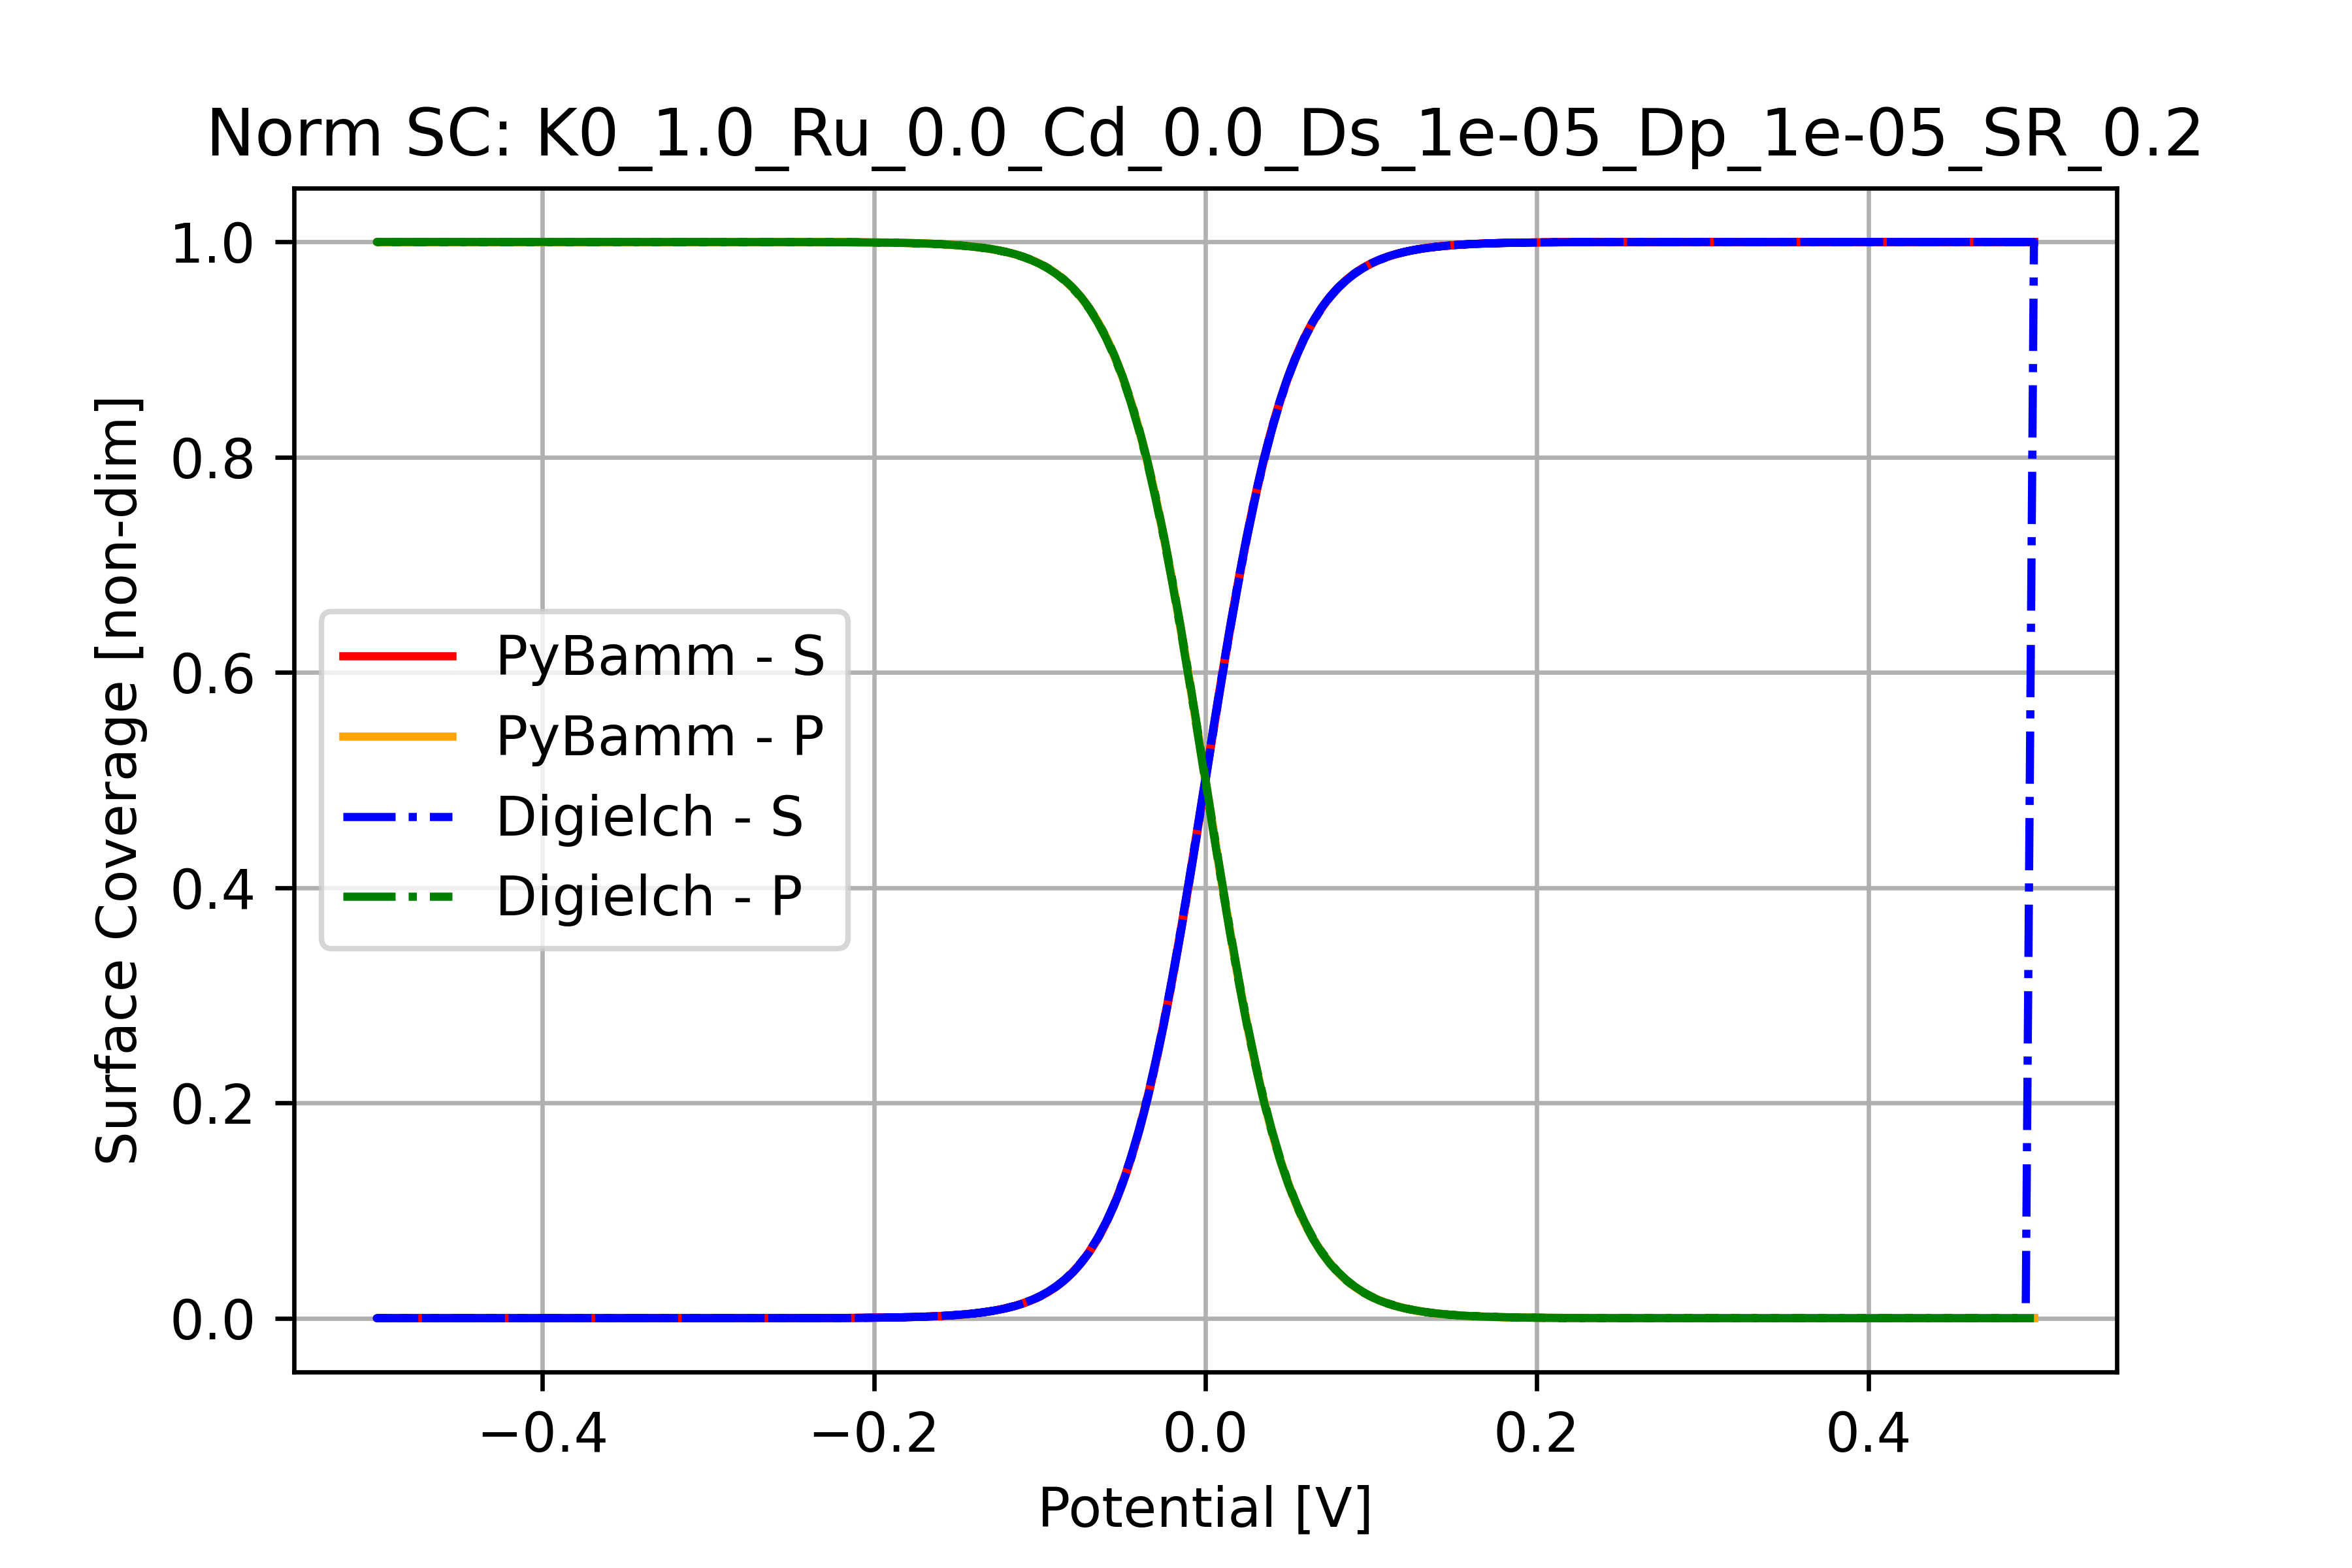 Norm SC: K0_1.0_Ru_0.0_Cd_0.0_Ds_1e-05_Dp_1e-05_SR_0.2
Surface Coverage [non-dim]
1.0
0.8
0.6
0.4
0.2
0.0
PyBamm - S
PyBamm - P
Digielch - S
Digielch - P
−0.4
−0.2
0.0
0.2
0.4
Potential [V]